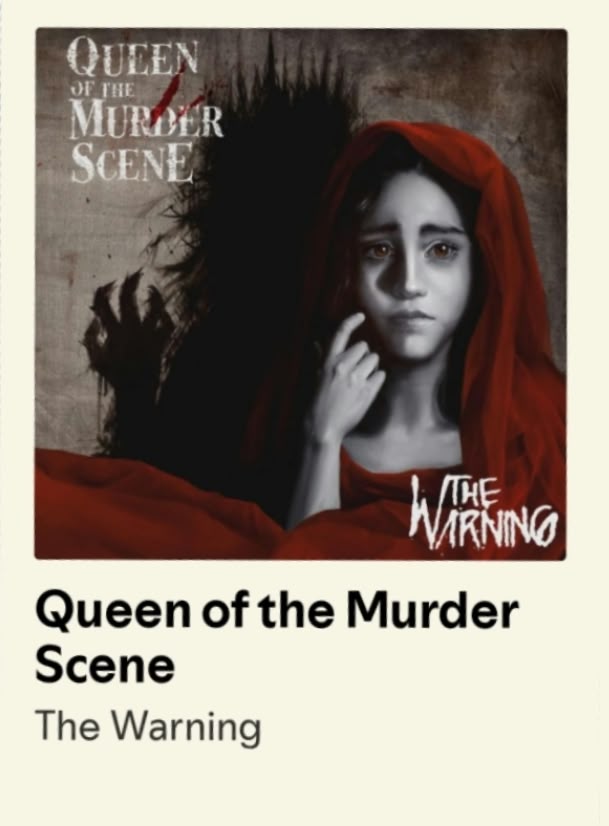 QUEEN
OF THE
MURDER
SCENE
THE
WARNING
Queen of the Murder
Scene
The Warning